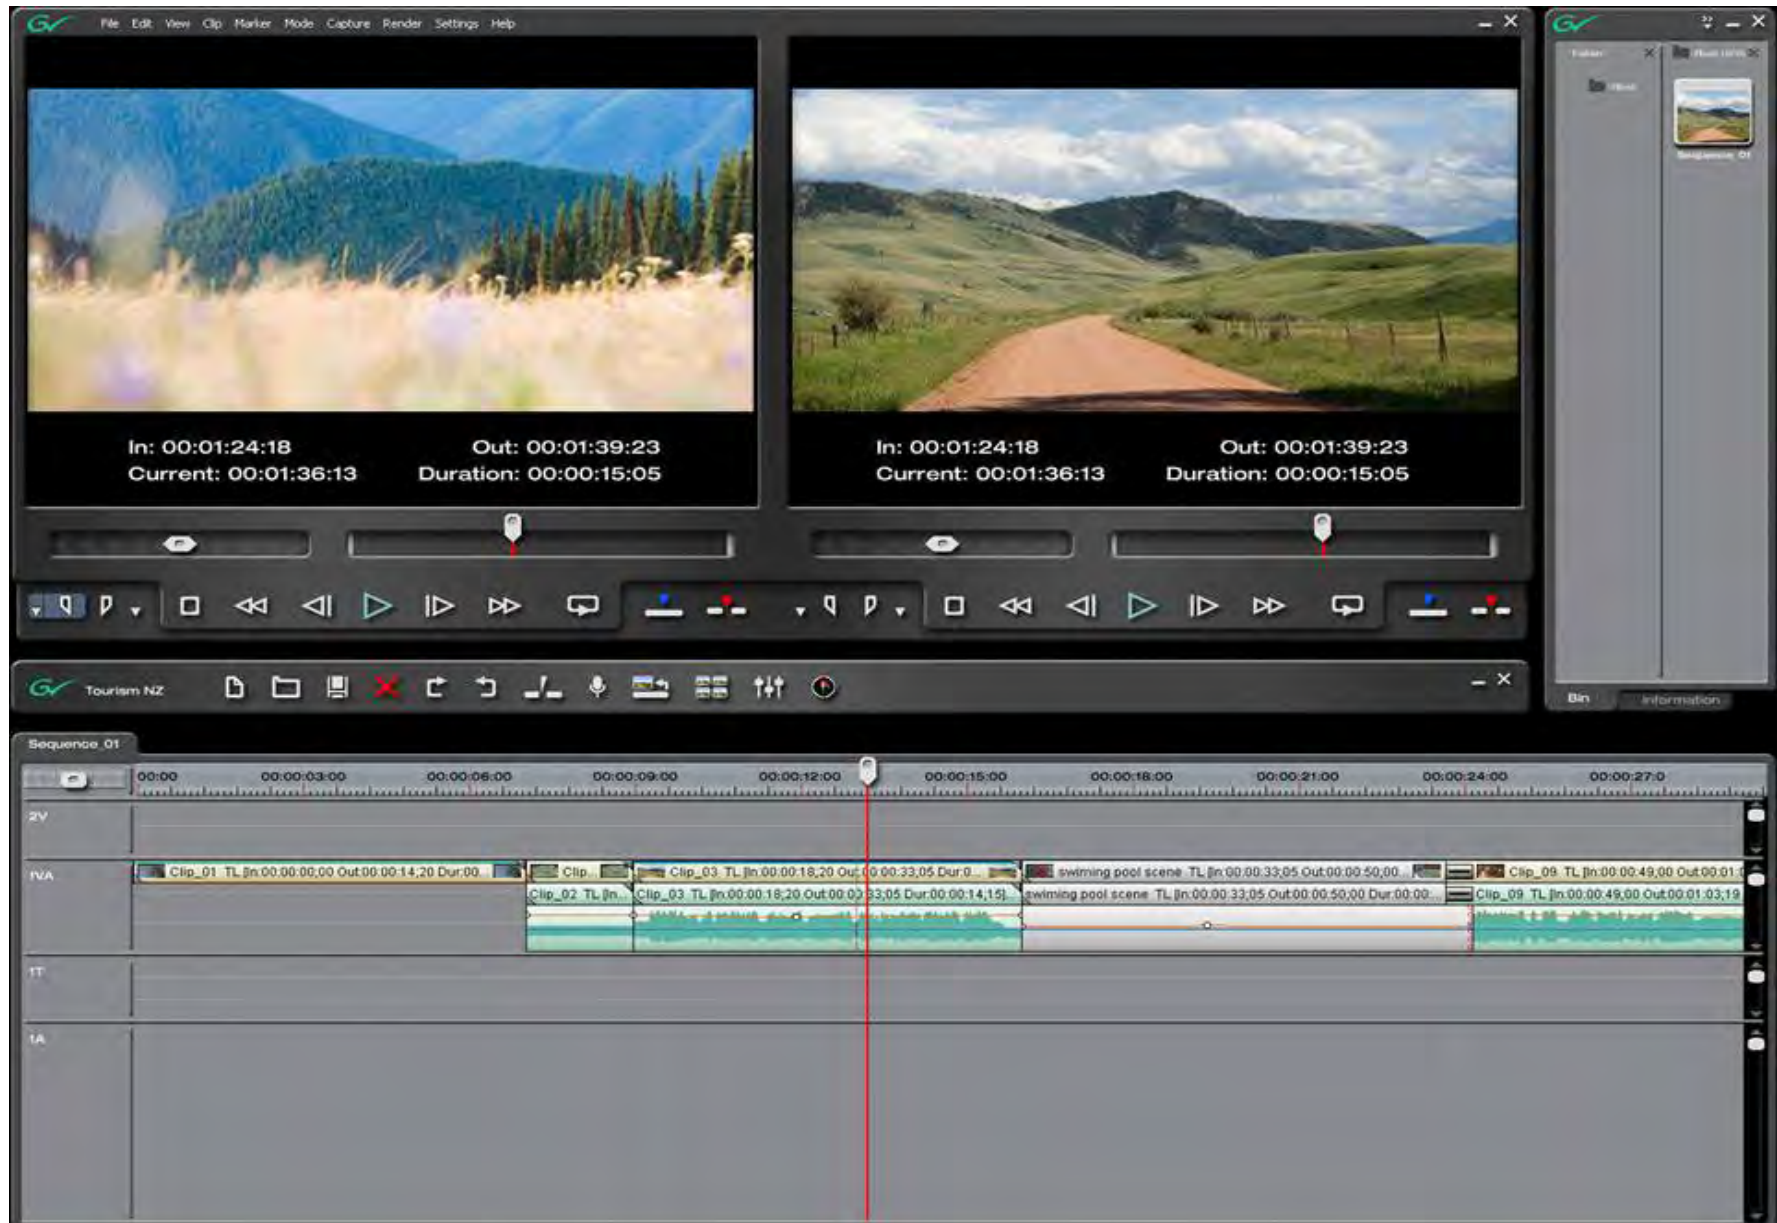 File Edit View Clip Marker Mode Capture Render Settings Help
In: 00:01:24:18 Out: 00:01:39:23
Current: 00:01:36:13 Duration: 00:00:15:05
In: 00:01:24:18 Out: 00:01:39:23
Current: 00:01:36:13 Duration: 00:00:15:05
Sequence_01
Bin Information
Tourism NZ
Sequence_01
00:00 00:00:03:00 00:00:06:00 00:00:09:00 00:00:12:00 00:00:15:00 00:00:18:00 00:00:21:00 00:00:24:00 00:00:27:0
2V
1VA
Clip_01 TL [In:00:00:00;00 Out:00:00:14;20 Dur:00... Clip... Clip_03 TL [In:00:00:18;20 Out:00:00:33;05 Dur:0... swiming pool scene TL [In:00:00:33;05 Out:00:00:50;00... Clip_09 TL [In:00:00:49;00 Out:00:01:0
Clip_02 TL [In... Clip_03 TL [In:00:00:18;20 Out:00:00:33;05 Dur:00:00:14;15]... swiming pool scene TL [In:00:00:33;05 Out:00:00:50;00 Dur:00:00... Clip_09 TL [In:00:00:49;00 Out:00:01:03;19
1T
1A